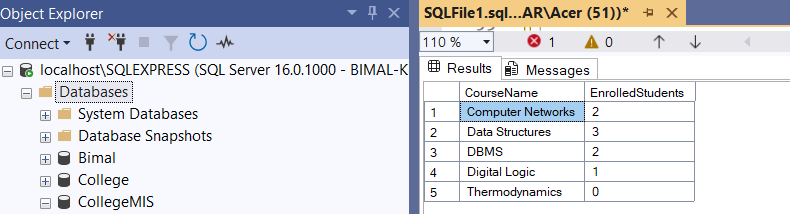 Object Explorer
Connect
localhost\SQLEXPRESS (SQL Server 16.0.1000 - BIMAL-K
Databases
System Databases
Database Snapshots
Bimal
College
CollegeMIS
SQLFile1.sql...AR\Acer (51))*
110 %
1
0
Results
Messages
CourseName EnrolledStudents
1 Computer Networks 2
2 Data Structures 3
3 DBMS 2
4 Digital Logic 1
5 Thermodynamics 0